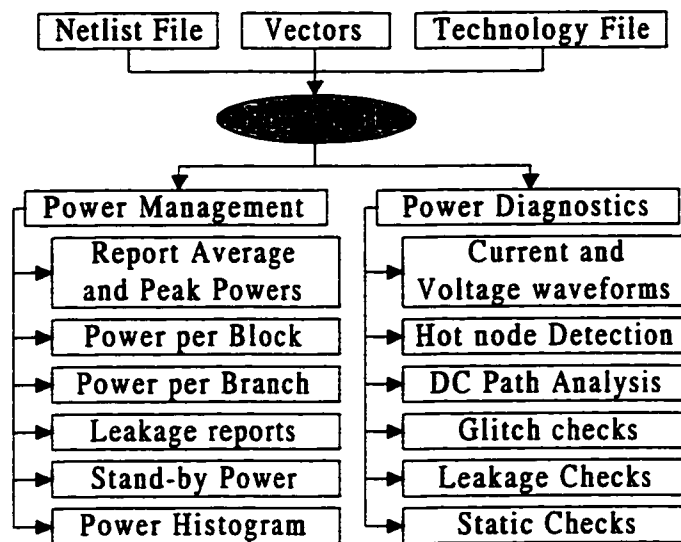 Netlist File
Vectors
Technology File
Power Management
Power Diagnostics
Report Average
and Peak Powers
Power per Block
Power per Branch
Leakage reports
Stand-by Power
Power Histogram
Current and
Voltage waveforms
Hot node Detection
DC Path Analysis
Glitch checks
Leakage Checks
Static Checks